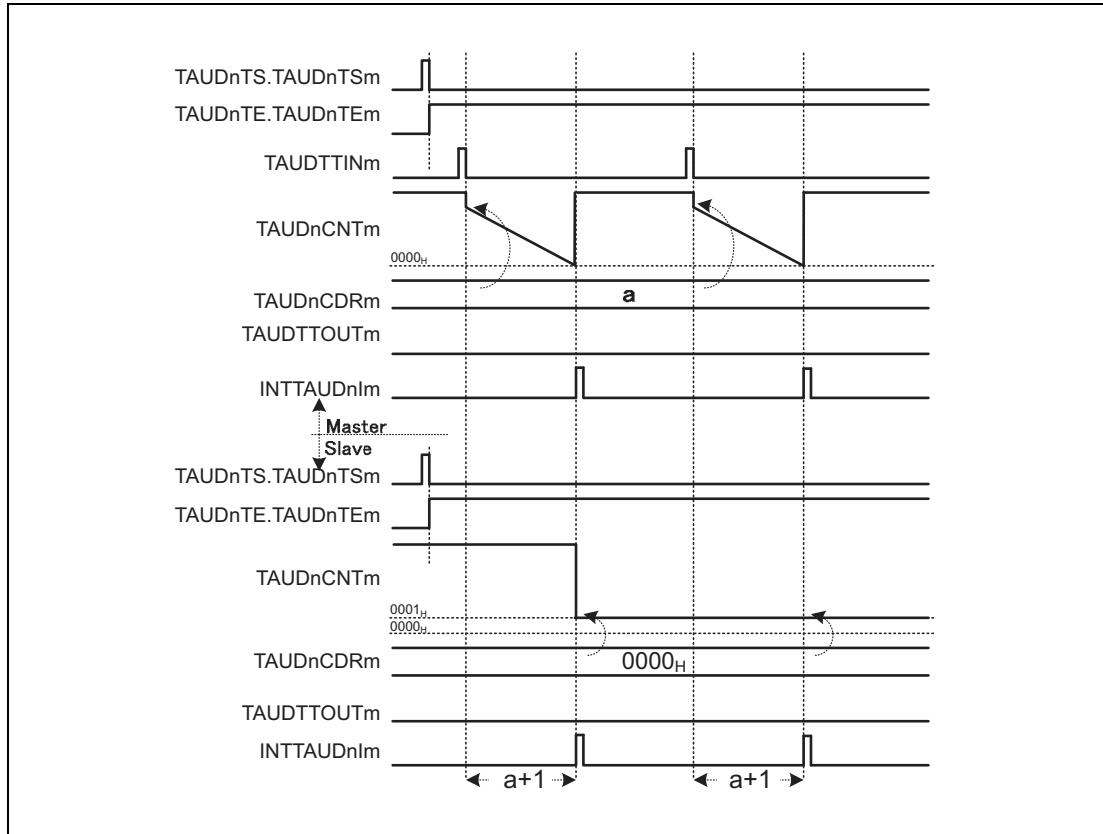 TAUDnTS.TAUDnTSm
TAUDnTE.TAUDnTEm
TAUDTTINm
TAUDnCNTm
0000H
TAUDnCDRm
a
TAUDTTOUTm
INTTAUDnIm
Master
Slave
TAUDnTS.TAUDnTSm
TAUDnTE.TAUDnTEm
TAUDnCNTm
0001H
0000H
TAUDnCDRm
0000H
TAUDTTOUTm
INTTAUDnIm
a+1
a+1